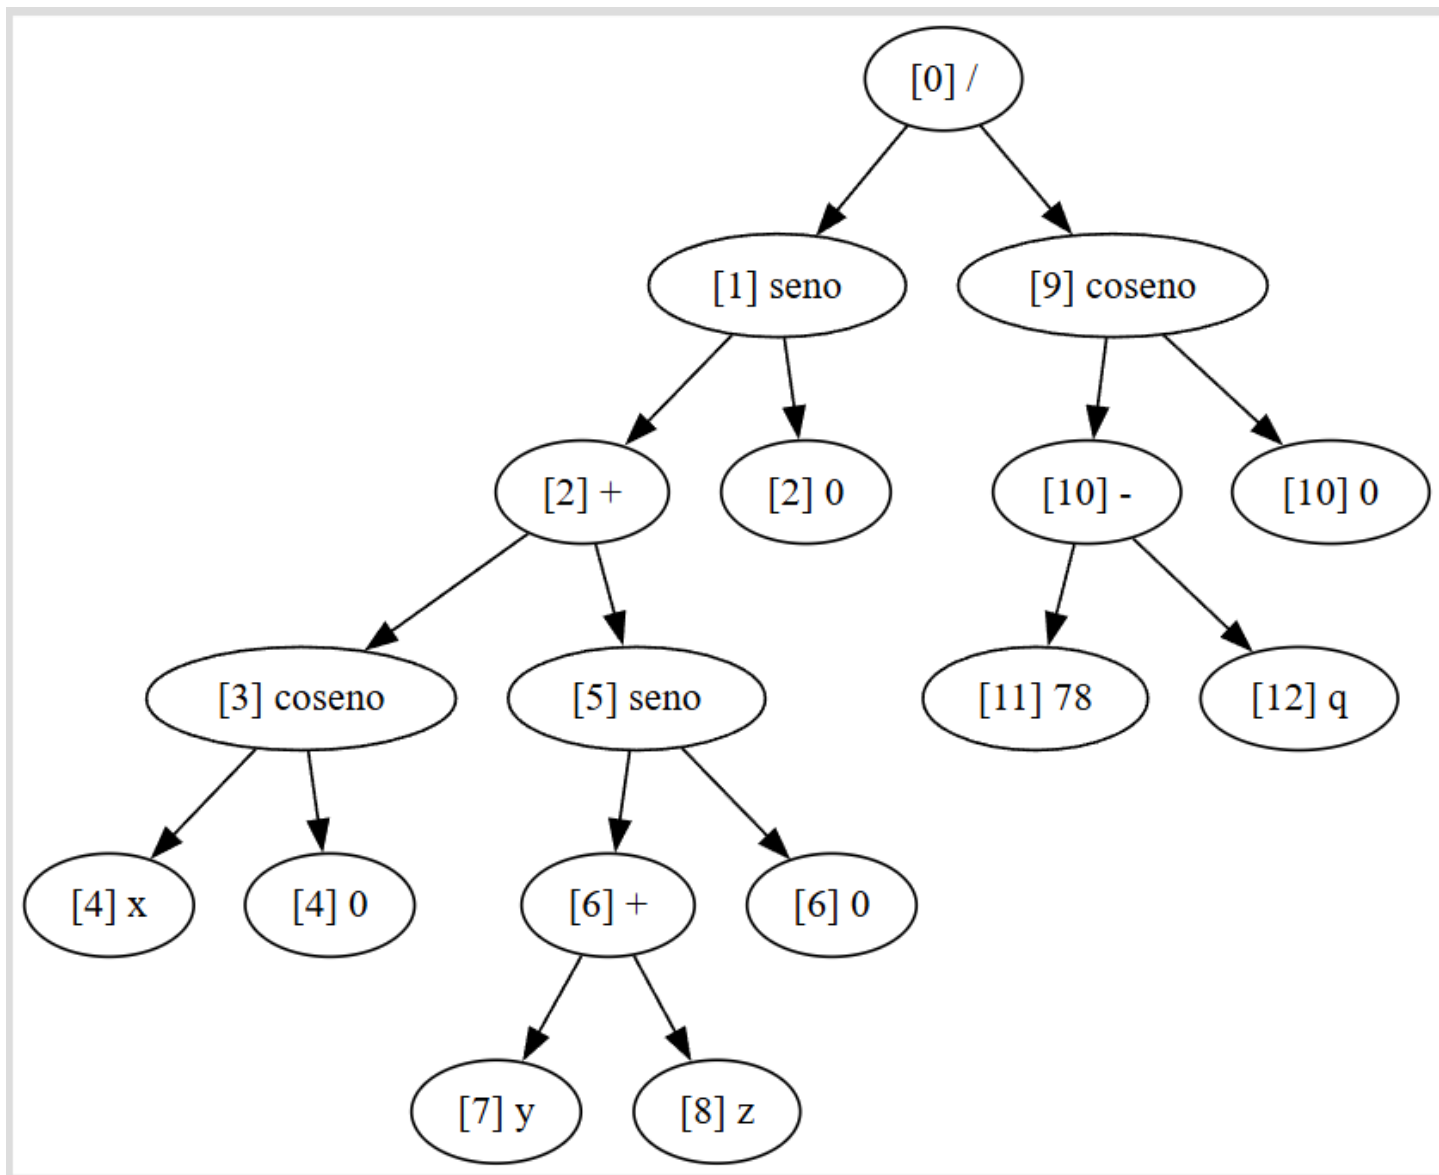 [0] /
[1] seno
[9] coseno
[2] +
[2] 0
[10] -
[10] 0
[3] coseno
[5] seno
[11] 78
[12] q
[4] x
[4] 0
[6] +
[6] 0
[7] y
[8] z